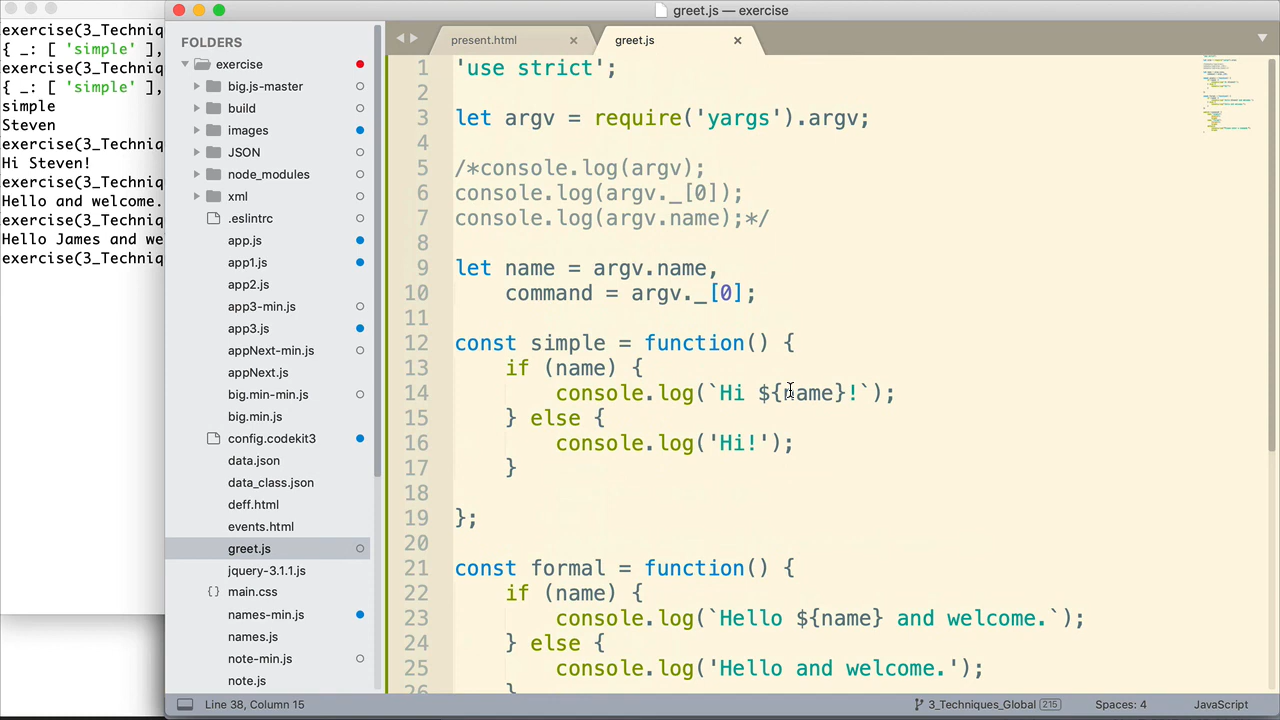 exercise(3_Techniq
{ _: [ 'simple' ],
exercise(3_Techniq
{ _: [ 'simple' ],
simple
Steven
exercise(3_Techniq
Hi Steven!
exercise(3_Techniq
Hello and welcome.
exercise(3_Techniq
Hello James and we
exercise(3_Techniq
greet.js — exercise
FOLDERS
exercise
big.js-master
build
images
JSON
node_modules
xml
.eslintrc
app.js
app1.js
app2.js
app3-min.js
app3.js
appNext-min.js
appNext.js
big.min-min.js
big.min.js
config.codekit3
data.json
data_class.json
deff.html
events.html
greet.js
jquery-3.1.1.js
main.css
names-min.js
names.js
note-min.js
note.js
present.html
greet.js
1 'use strict';
2
3 let argv = require('yargs').argv;
4
5 /*console.log(argv);
6 console.log(argv._[0]);
7 console.log(argv.name);*/
8
9 let name = argv.name,
10 command = argv._[0];
11
12 const simple = function() {
13 if (name) {
14 console.log(`Hi ${name}!`);
15 } else {
16 console.log('Hi!');
17 }
18
19 };
20
21 const formal = function() {
22 if (name) {
23 console.log(`Hello ${name} and welcome.`);
24 } else {
25 console.log('Hello and welcome.');
26 }
Line 38, Column 15
3_Techniques_Global 215
Spaces: 4
JavaScript